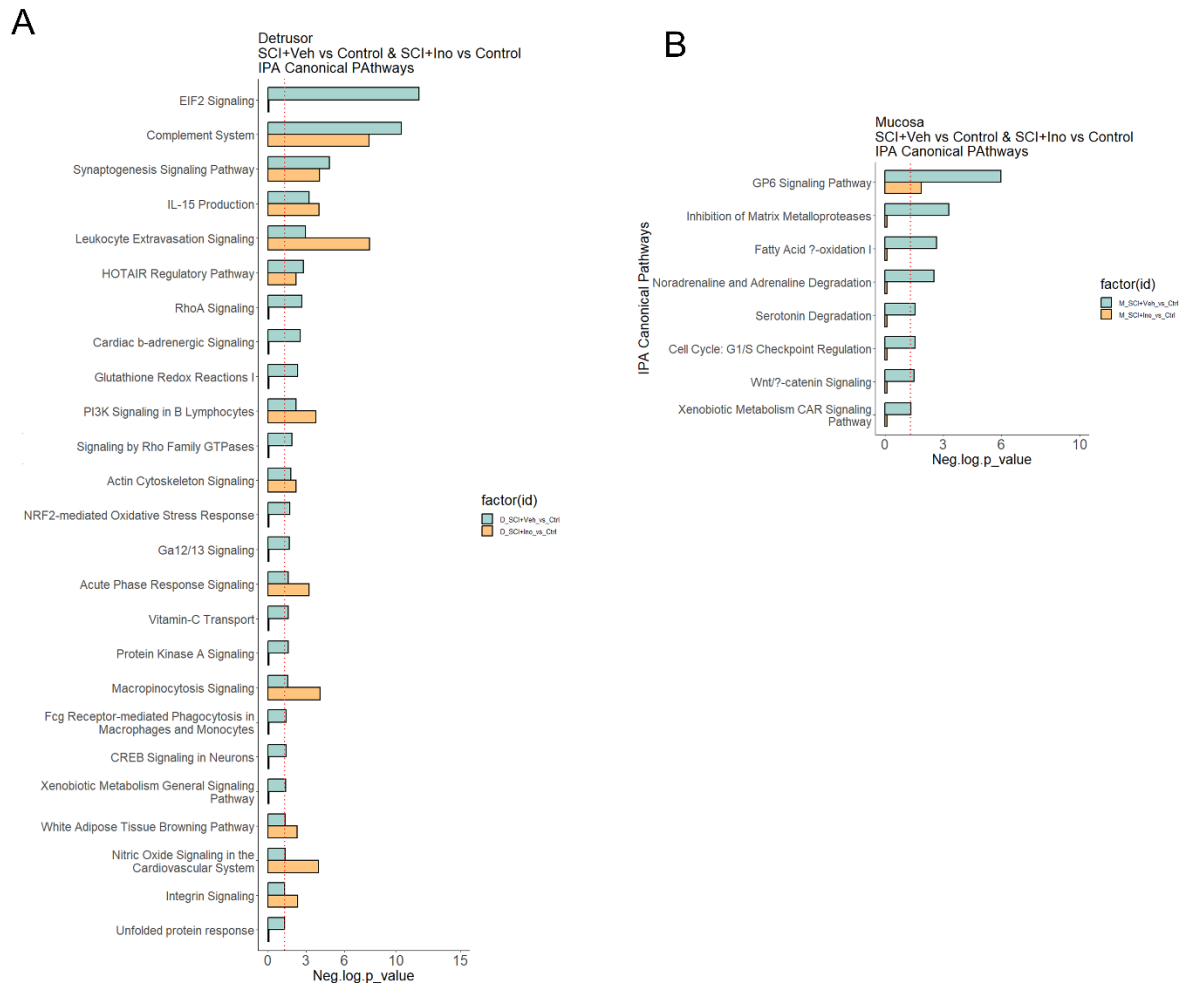 A
Detrusor
SCI+Veh vs Control & SCI+Ino vs Control
IPA Canonical PAthways
EIF2 Signaling
Complement System
Synaptogenesis Signaling Pathway
IL-15 Production
Leukocyte Extravasation Signaling
HOTAIR Regulatory Pathway
RhoA Signaling
Cardiac b-adrenergic Signaling
Glutathione Redox Reactions I
PI3K Signaling in B Lymphocytes
Signaling by Rho Family GTPases
Actin Cytoskeleton Signaling
NRF2-mediated Oxidative Stress Response
Ga12/13 Signaling
Acute Phase Response Signaling
Vitamin-C Transport
Protein Kinase A Signaling
Macropinocytosis Signaling
Fcg Receptor-mediated Phagocytosis in
Macrophages and Monocytes
CREB Signaling in Neurons
Xenobiotic Metabolism General Signaling
Pathway
White Adipose Tissue Browning Pathway
Nitric Oxide Signaling in the
Cardiovascular System
Integrin Signaling
Unfolded protein response
0 3 6 10 15
Neg.log.p_value
factor(id)
D_SCI+Veh_vs_Ctrl
D_SCI+Ino_vs_Ctrl
B
Mucosa
SCI+Veh vs Control & SCI+Ino vs Control
IPA Canonical PAthways
IPA Canonical Pathways
GP6 Signaling Pathway
Inhibition of Matrix Metalloproteases
Fatty Acid ?-oxidation I
Noradrenaline and Adrenaline Degradation
Serotonin Degradation
Cell Cycle: G1/S Checkpoint Regulation
Wnt/?-catenin Signaling
Xenobiotic Metabolism CAR Signaling
Pathway
0 3 6 10
Neg.log.p_value
factor(id)
M_SCI+Veh_vs_Ctrl
M_SCI+Ino_vs_Ctrl